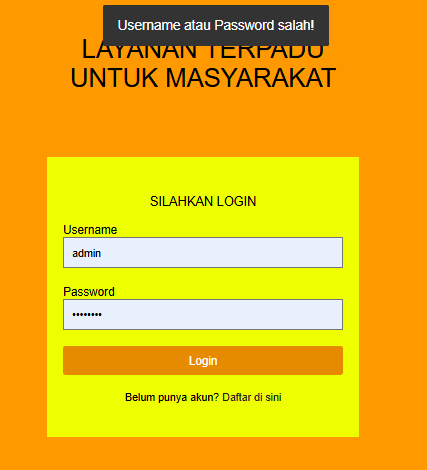 Username atau Password salah!
LAYANAN TERPADU
UNTUK MASYARAKAT
SILAHKAN LOGIN
Username
admin
Password
••••••••
Login
Belum punya akun? Daftar di sini